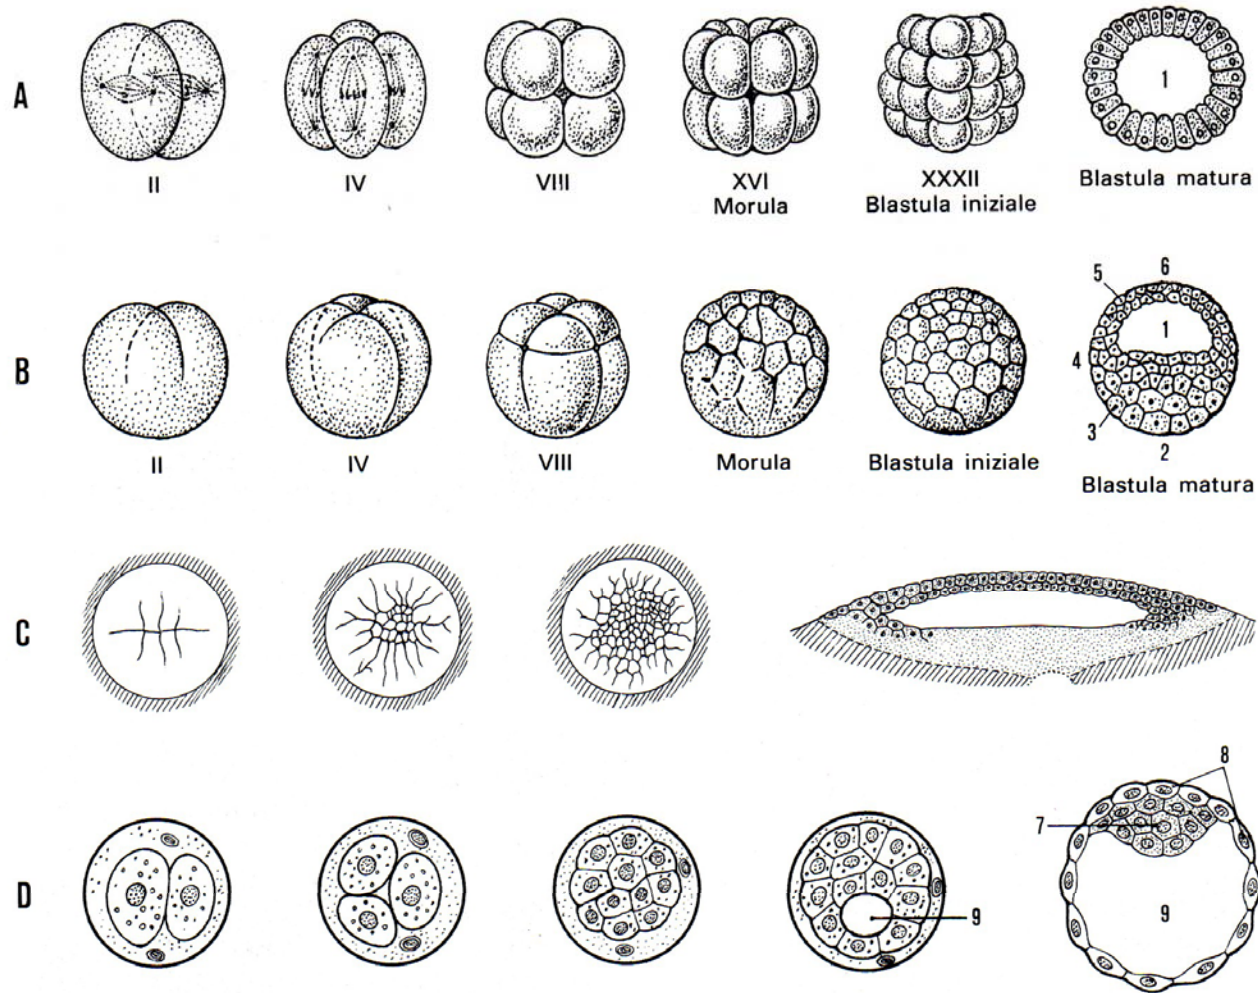 A
1
II
IV
VIII
XVI
XXXII
Blastula matura
Morula
Blastula iniziale
B
5
6
1
4
3
2
II
IV
VIII
Morula
Blastula iniziale
Blastula matura
C
D
8
7
9
9